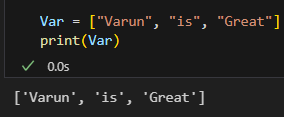 Var = ["Varun", "is", "Great"]
print(Var)
0.0s
['Varun', 'is', 'Great']